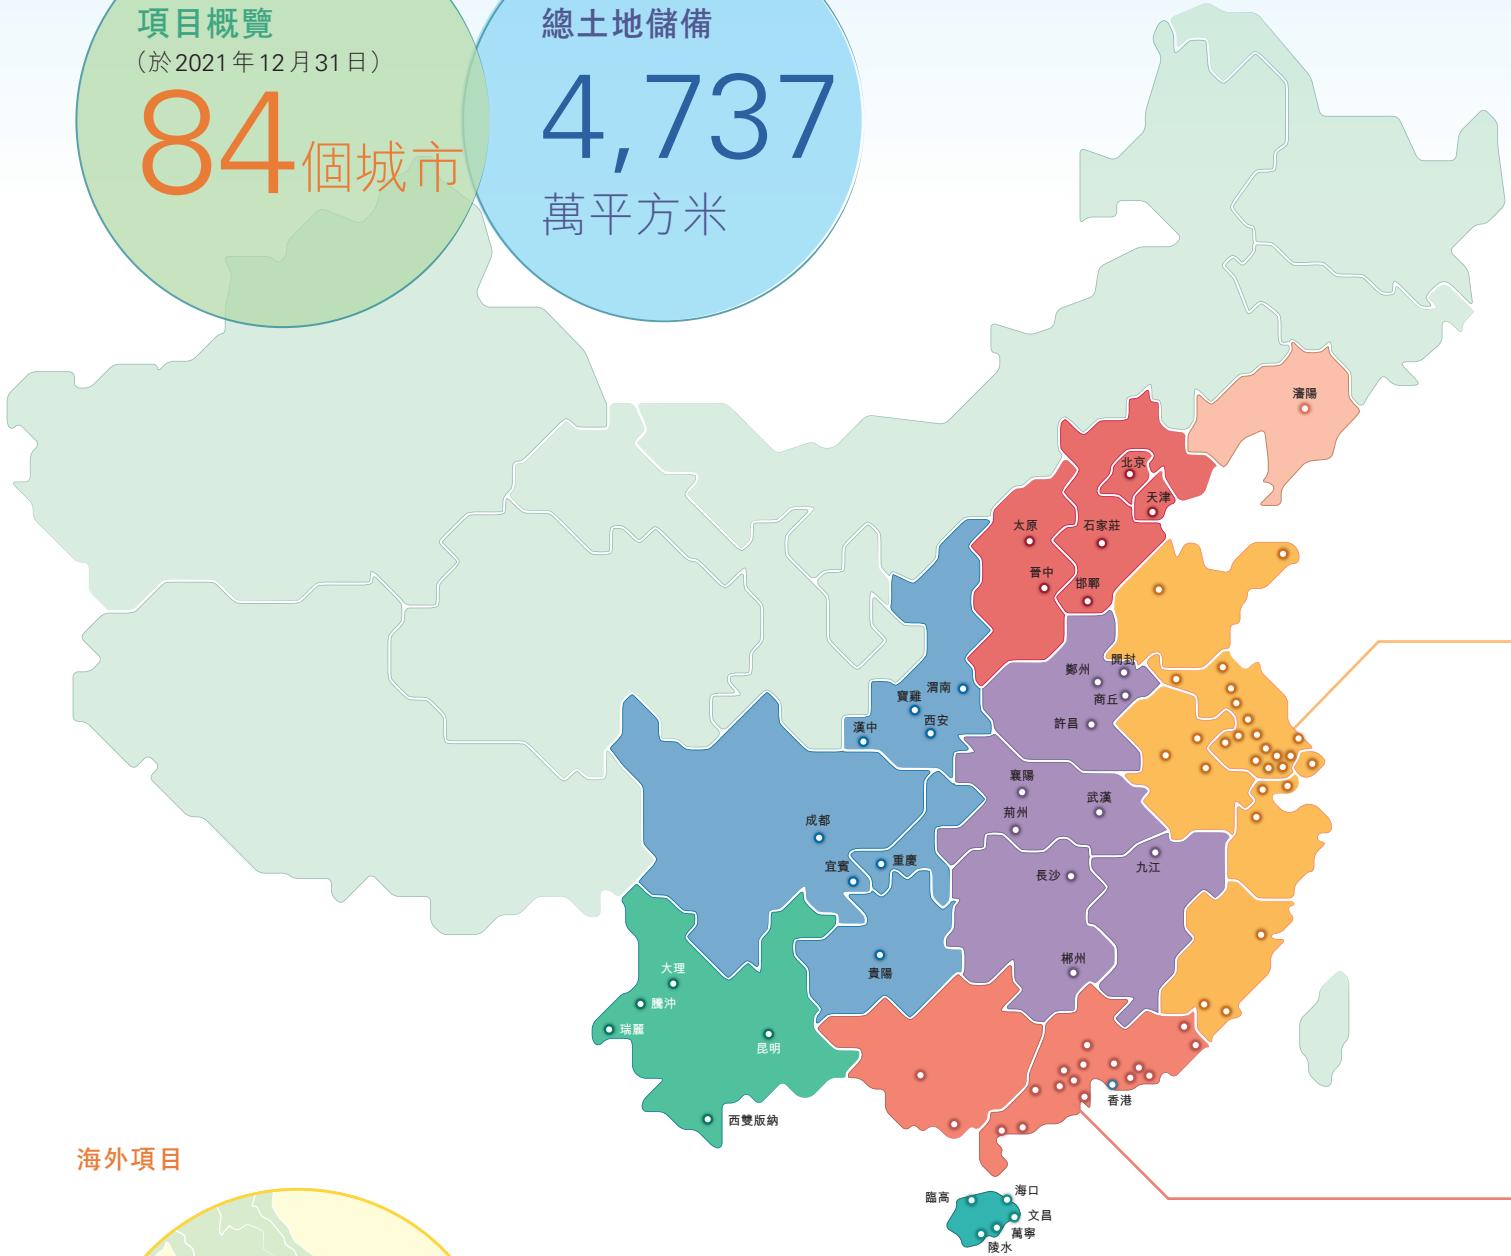 項目概覽
（於2021年12月31日）
84個城市
總土地儲備
4,737
萬平方米
瀋陽
北京
天津
太原
石家莊
晉中
邯鄲
開封
鄭州
商丘
許昌
渭南
寶雞
西安
漢中
襄陽
荊州
武漢
成都
宜賓
重慶
長沙
九江
貴陽
郴州
大理
騰沖
瑞麗
昆明
西雙版納
香港
臨高
海口
文昌
萬寧
陵水
海外項目